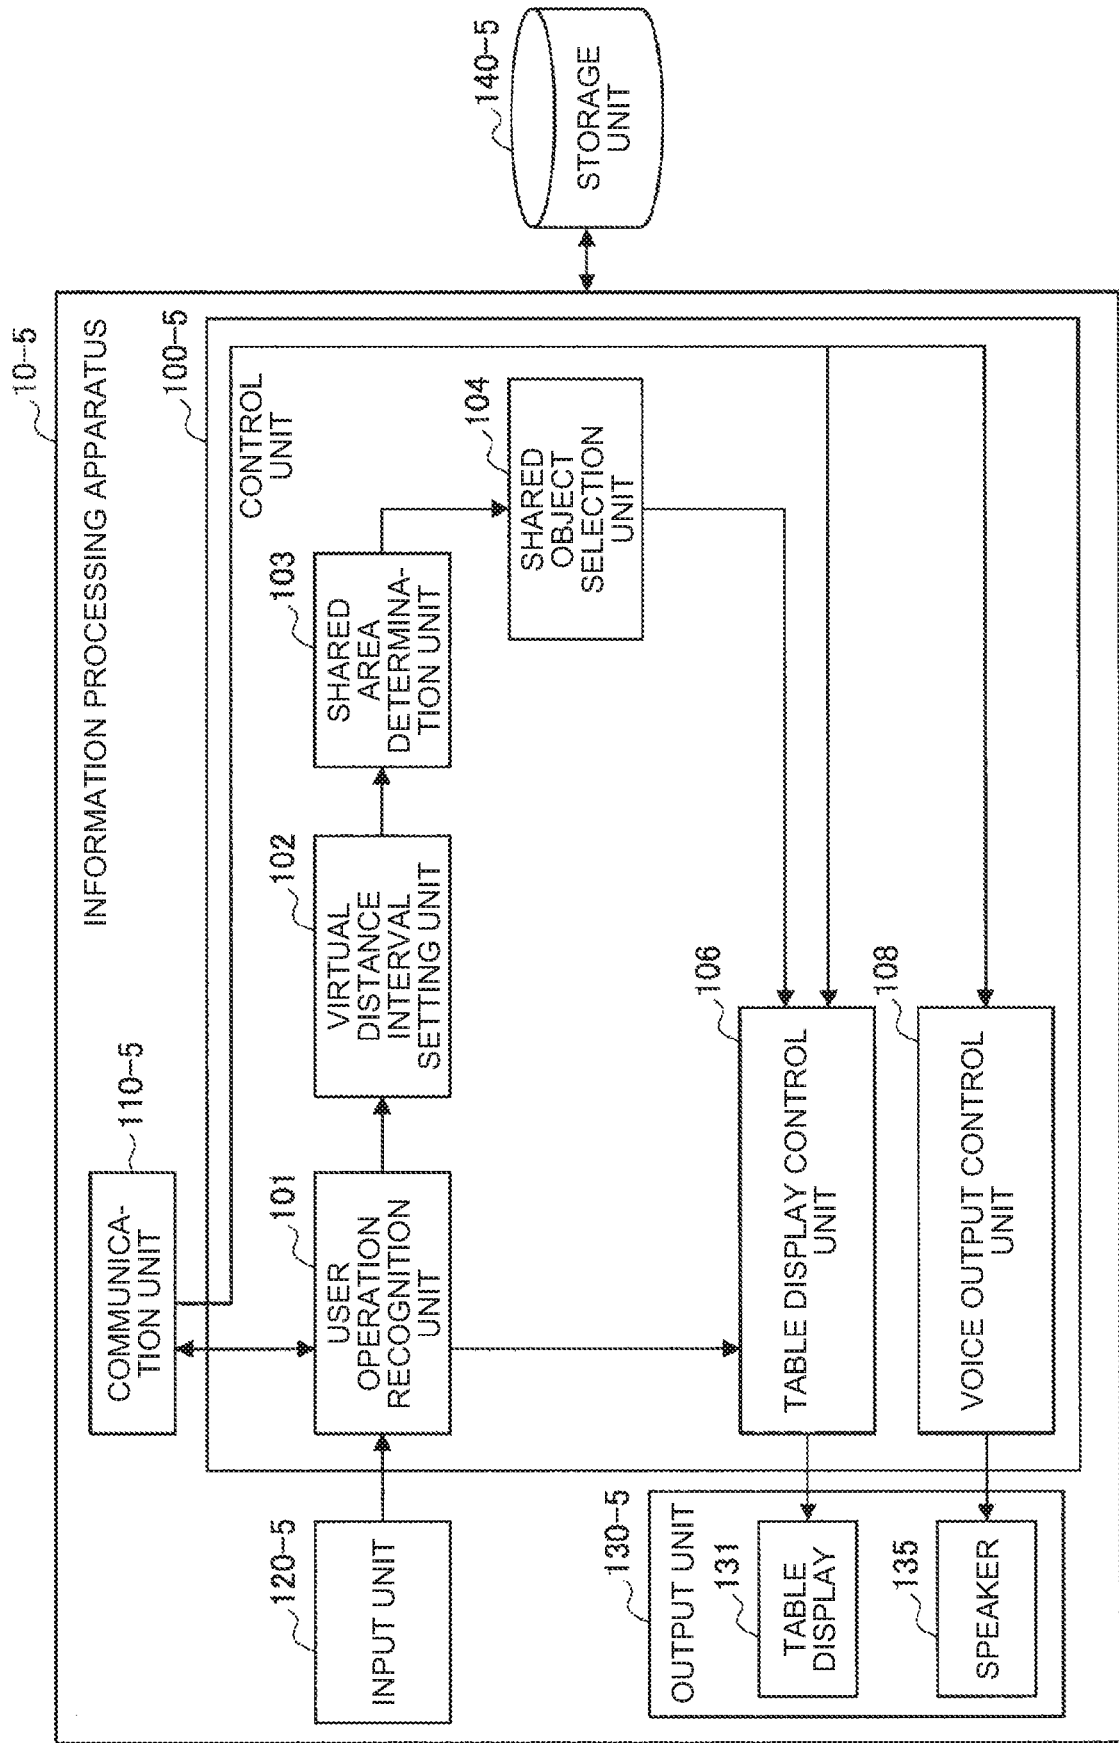 10-5
INFORMATION PROCESSING APPARATUS
110-5
COMMUNICA-
TION UNIT
100-5
CONTROL
UNIT
120-5
INPUT UNIT
101
USER
OPERATION
RECOGNITION
UNIT
102
VIRTUAL
DISTANCE
INTERVAL
SETTING UNIT
103
SHARED
AREA
DETERMINA-
TION UNIT
104
SHARED
OBJECT
SELECTION
UNIT
140-5
STORAGE
UNIT
130-5
OUTPUT UNIT
131
TABLE
DISPLAY
106
TABLE DISPLAY CONTROL
UNIT
135
SPEAKER
108
VOICE OUTPUT CONTROL
UNIT